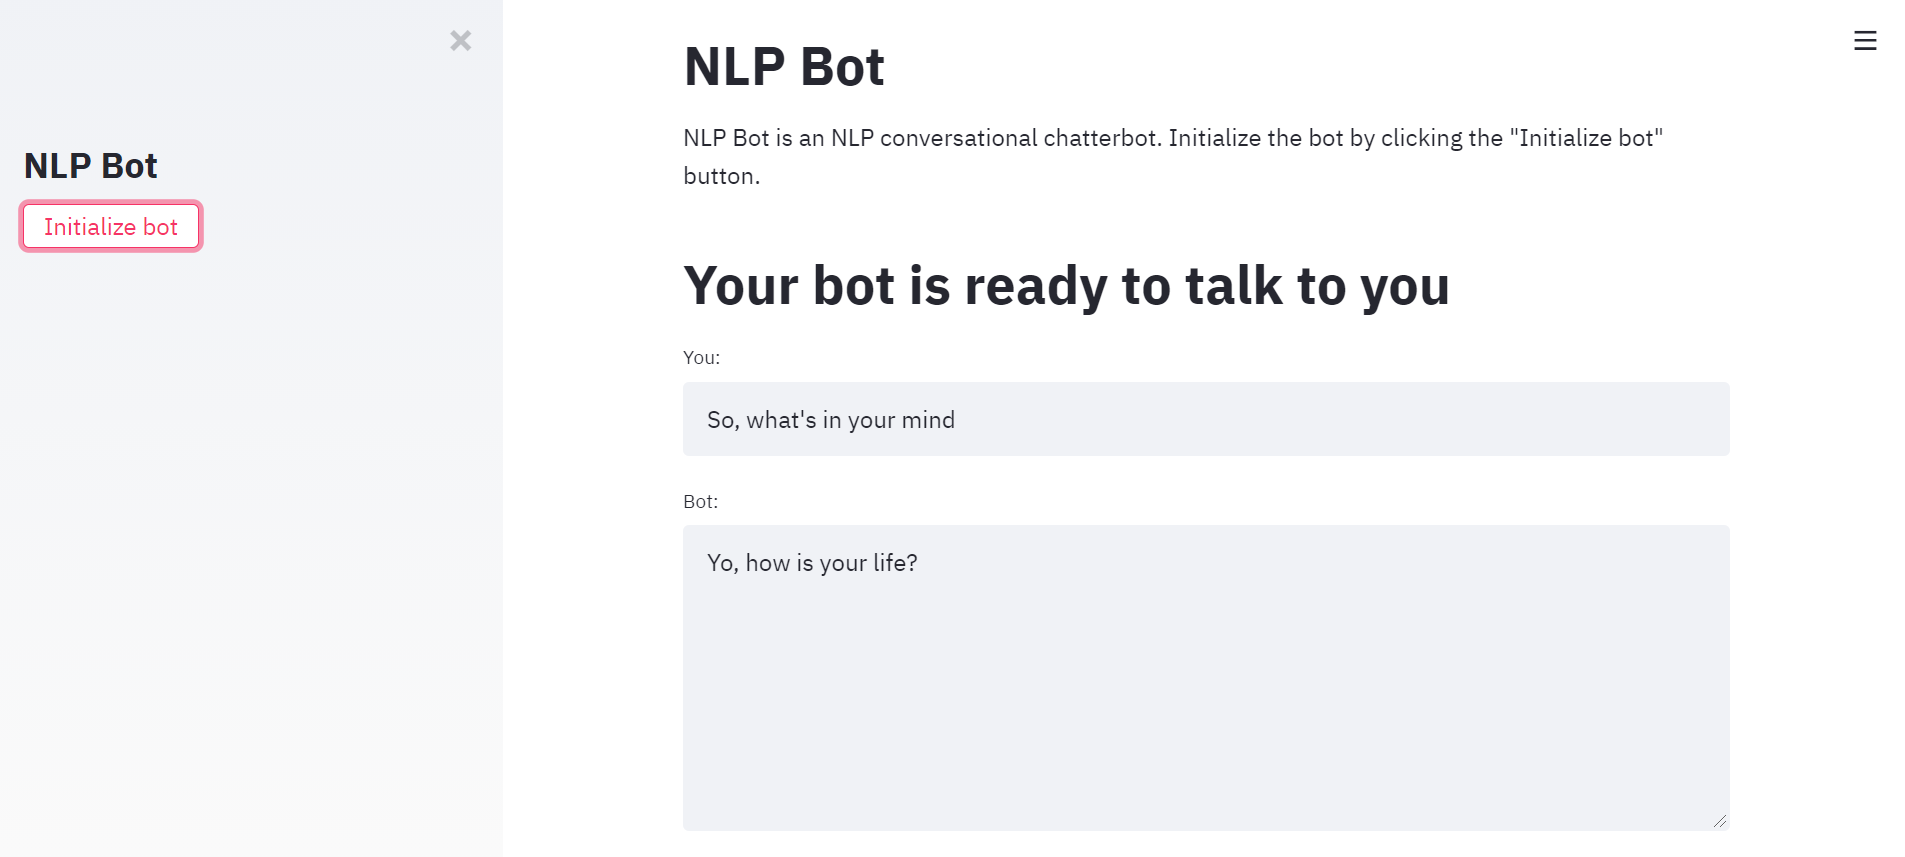 NLP Bot
Initialize bot
NLP Bot
NLP Bot is an NLP conversational chatterbot. Initialize the bot by clicking the "Initialize bot"
button.
Your bot is ready to talk to you
You:
So, what's in your mind
Bot:
Yo, how is your life?